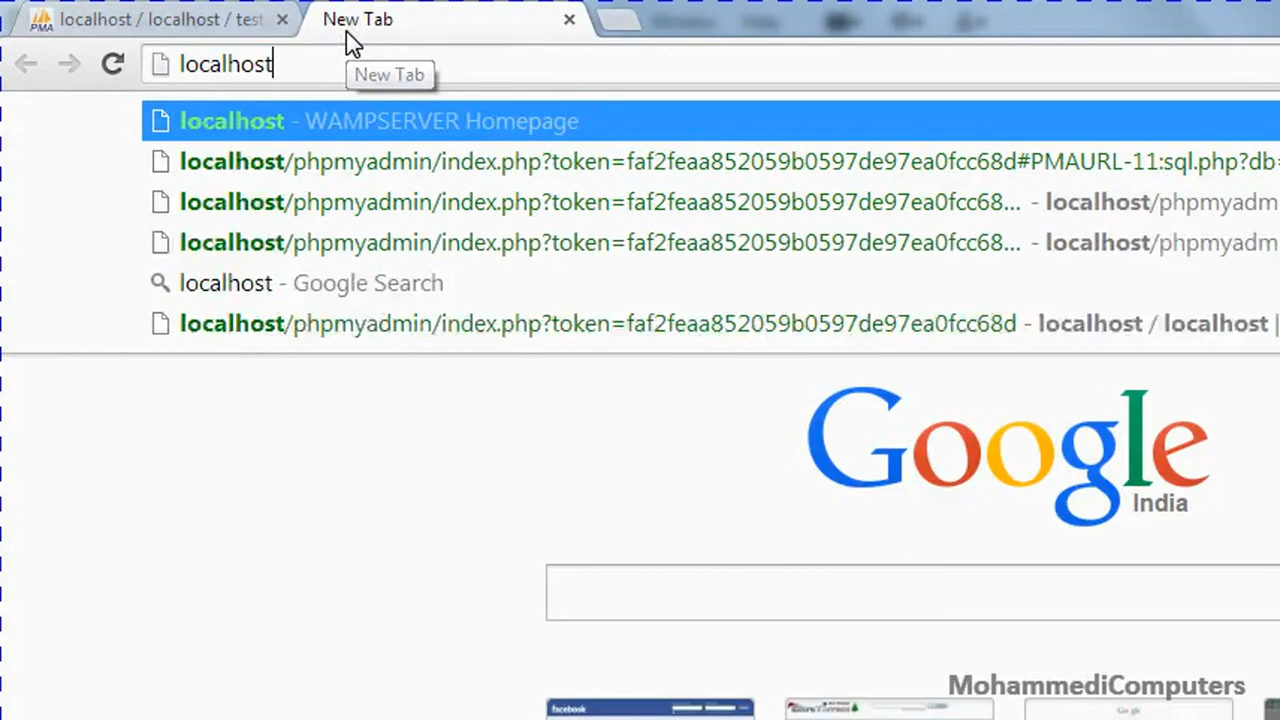 PMA
localhost / localhost / test
New Tab
localhost
New Tab
localhost - WAMPSERVER Homepage
localhost/phpmyadmin/index.php?token=faf2feaa852059b0597de97ea0fcc68d#PMAURL-11:sql.php?db=
localhost/phpmyadmin/index.php?token=faf2feaa852059b0597de97ea0fcc68... - localhost/phpmyadm
localhost/phpmyadmin/index.php?token=faf2feaa852059b0597de97ea0fcc68... - localhost/phpmyadm
localhost - Google Search
localhost/phpmyadmin/index.php?token=faf2feaa852059b0597de97ea0fcc68d - localhost / localhost |
Google
India
MohammediComputers
facebook
Google